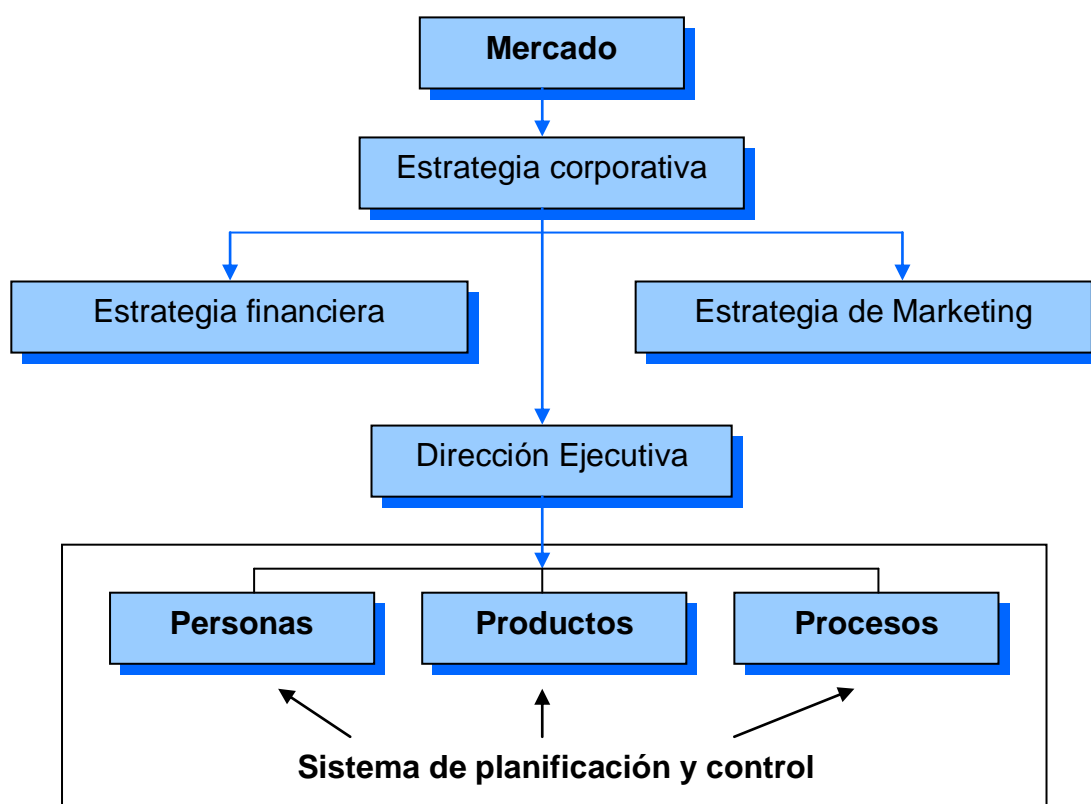 Mercado
Estrategia corporativa
Estrategia financiera
Estrategia de Marketing
Dirección Ejecutiva
Personas
Productos
Procesos
Sistema de planificación y control